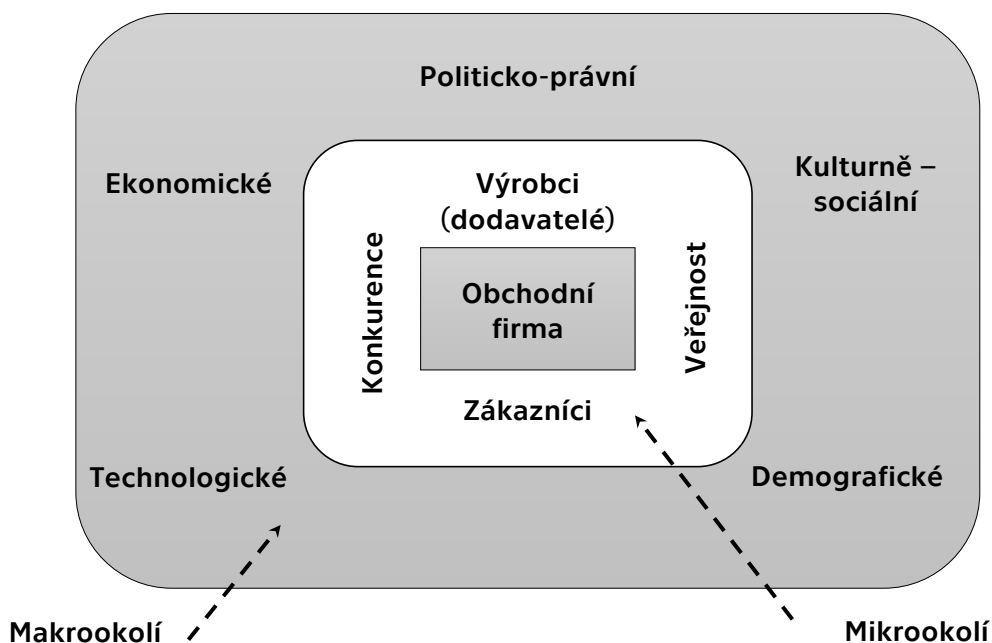 Politicko-právní
Ekonomické
Kulturně –
sociální
Výrobci
(dodavatelé)
Konkurence
Obchodní
firma
Veřejnost
Zákazníci
Technologické
Demografické
Makrookolí
Mikrookolí